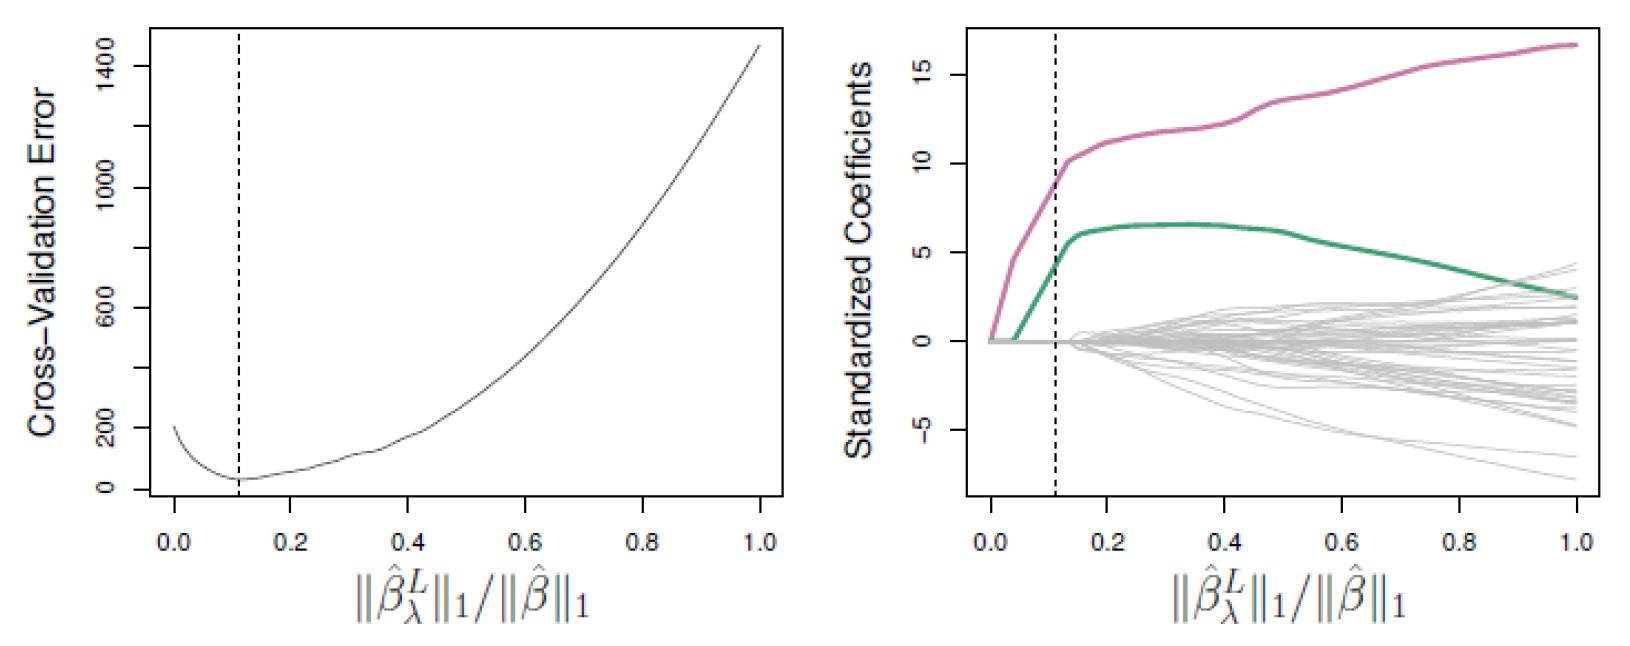 Cross−Validation Error
0 200 600 1000 1400
0.0 0.2 0.4 0.6 0.8 1.0
‖β̂ᴸ_λ‖₁/‖β̂‖₁
Standardized Coefficients
−5 0 5 10 15
0.0 0.2 0.4 0.6 0.8 1.0
‖β̂ᴸ_λ‖₁/‖β̂‖₁